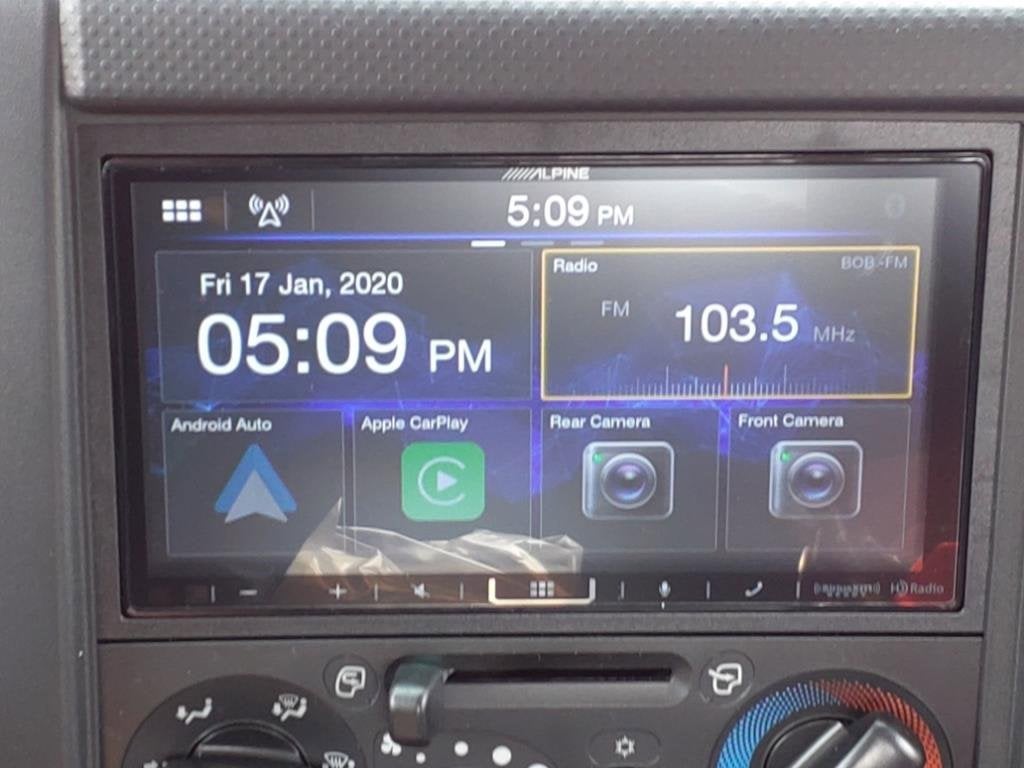 ALPINE
5:09 PM
Fri 17 Jan, 2020
05:09 PM
Radio
BOB -FM
FM 103.5 MHz
Android Auto
Apple CarPlay
Rear Camera
Front Camera
((SiriusXM)) HD Radio